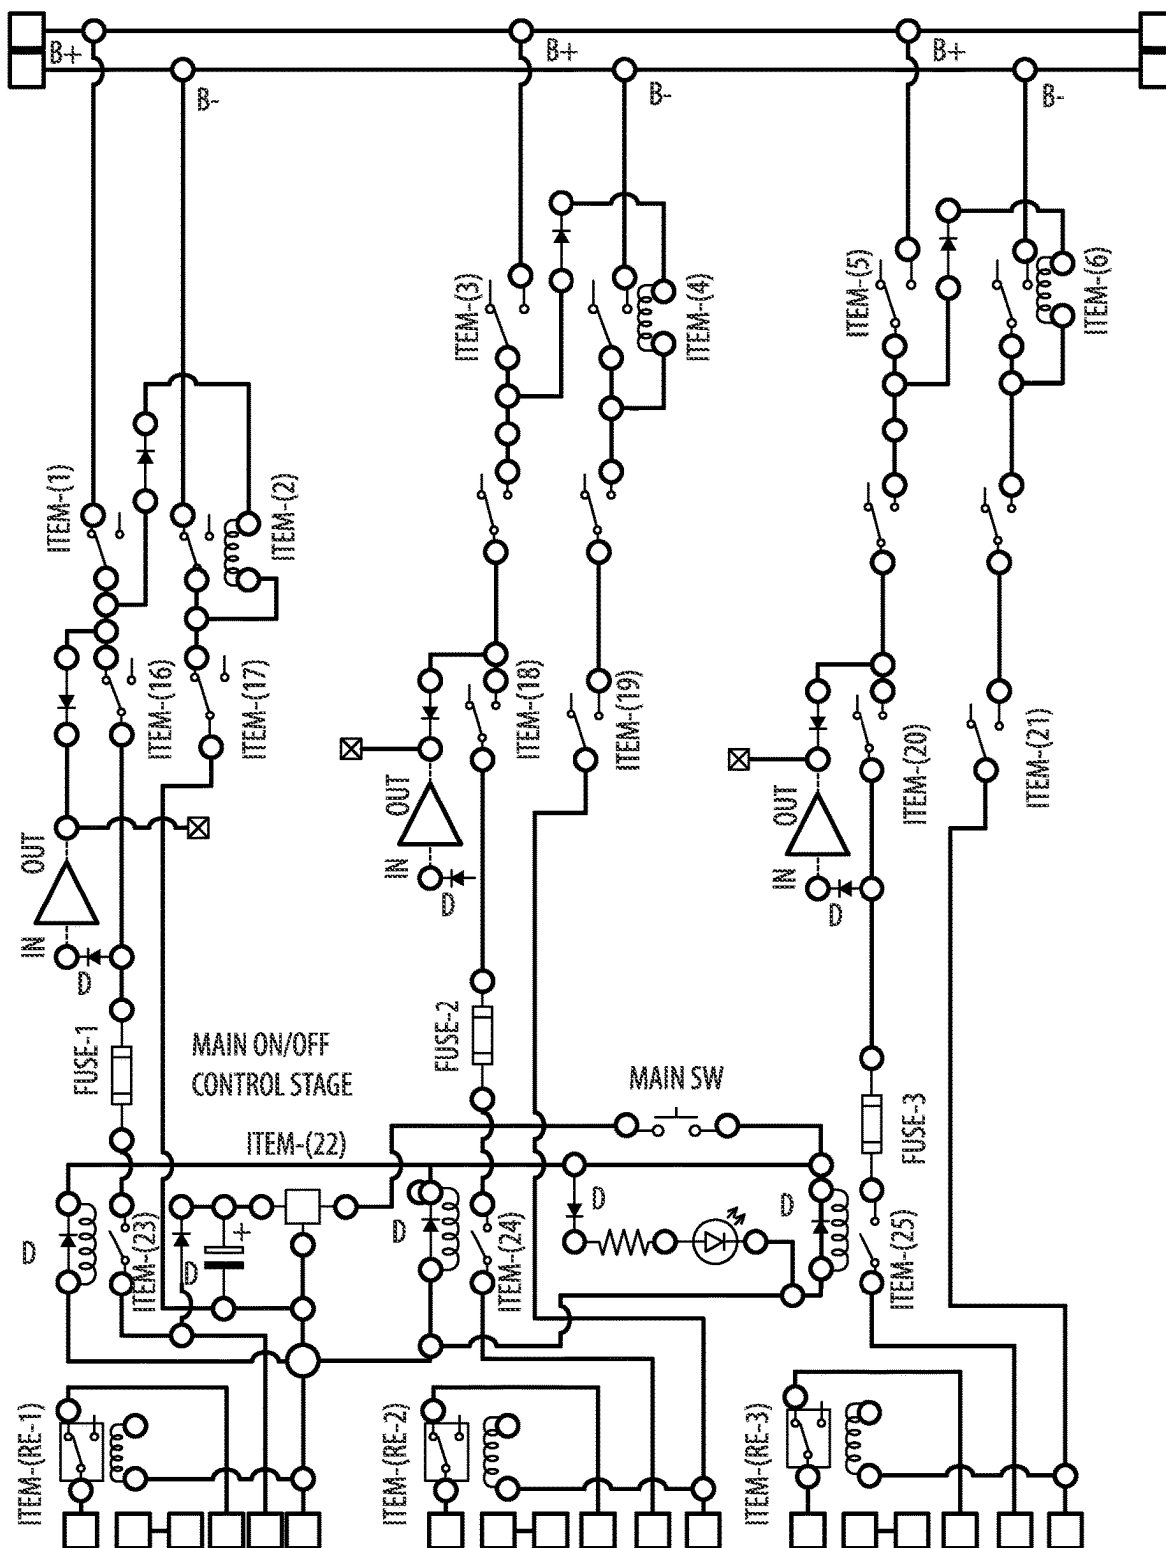 B+
B+
B+
B-
B-
B-
ITEM-(5)
ITEM-(6)
ITEM-(3)
ITEM-(4)
ITEM-(1)
ITEM-(2)
ITEM-(16)
ITEM-(17)
ITEM-(18)
ITEM-(19)
ITEM-(20)
ITEM-(21)
OUT
OUT
OUT
IN
IN
IN
D
D
D
FUSE-1
MAIN ON/OFF
CONTROL STAGE
FUSE-2
MAIN SW
FUSE-3
ITEM-(22)
D
ITEM-(23)
D
+
D
ITEM-(24)
D
D
ITEM-(25)
ITEM-(RE-1)
ITEM-(RE-2)
ITEM-(RE-3)